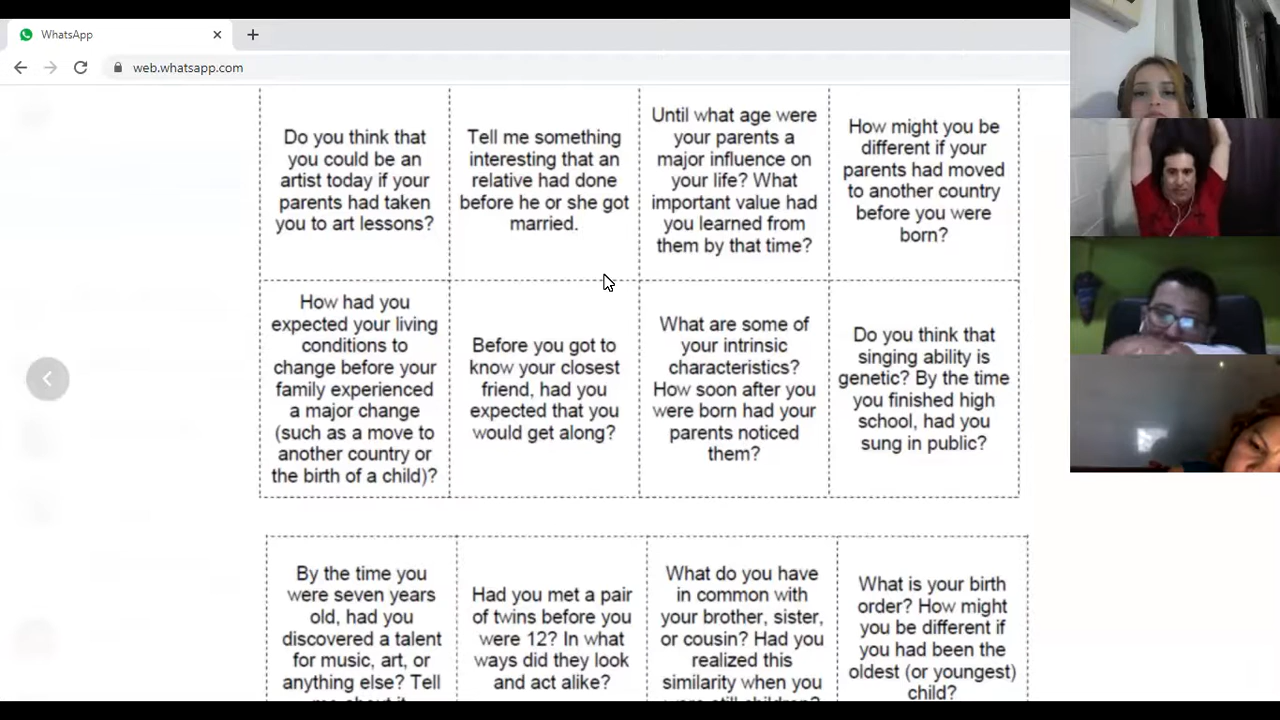 WhatsApp
web.whatsapp.com
Do you think that
you could be an
artist today if your
parents had taken
you to art lessons?
Tell me something
interesting that an
relative had done
before he or she got
married.
Until what age were
your parents a
major influence on
your life? What
important value had
you learned from
them by that time?
How might you be
different if your
parents had moved
to another country
before you were
born?
How had you
expected your living
conditions to
change before your
family experienced
a major change
(such as a move to
another country or
the birth of a child)?
Before you got to
know your closest
friend, had you
expected that you
would get along?
What are some of
your intrinsic
characteristics?
How soon after you
were born had your
parents noticed
them?
Do you think that
singing ability is
genetic? By the time
you finished high
school, had you
sung in public?
By the time you
were seven years
old, had you
discovered a talent
for music, art, or
anything else? Tell
me about it.
Had you met a pair
of twins before you
were 12? In what
ways did they look
and act alike?
What do you have
in common with
your brother, sister,
or cousin? Had you
realized this
similarity when you
were still children?
What is your birth
order? How might
you be different if
you had been the
oldest (or youngest)
child?